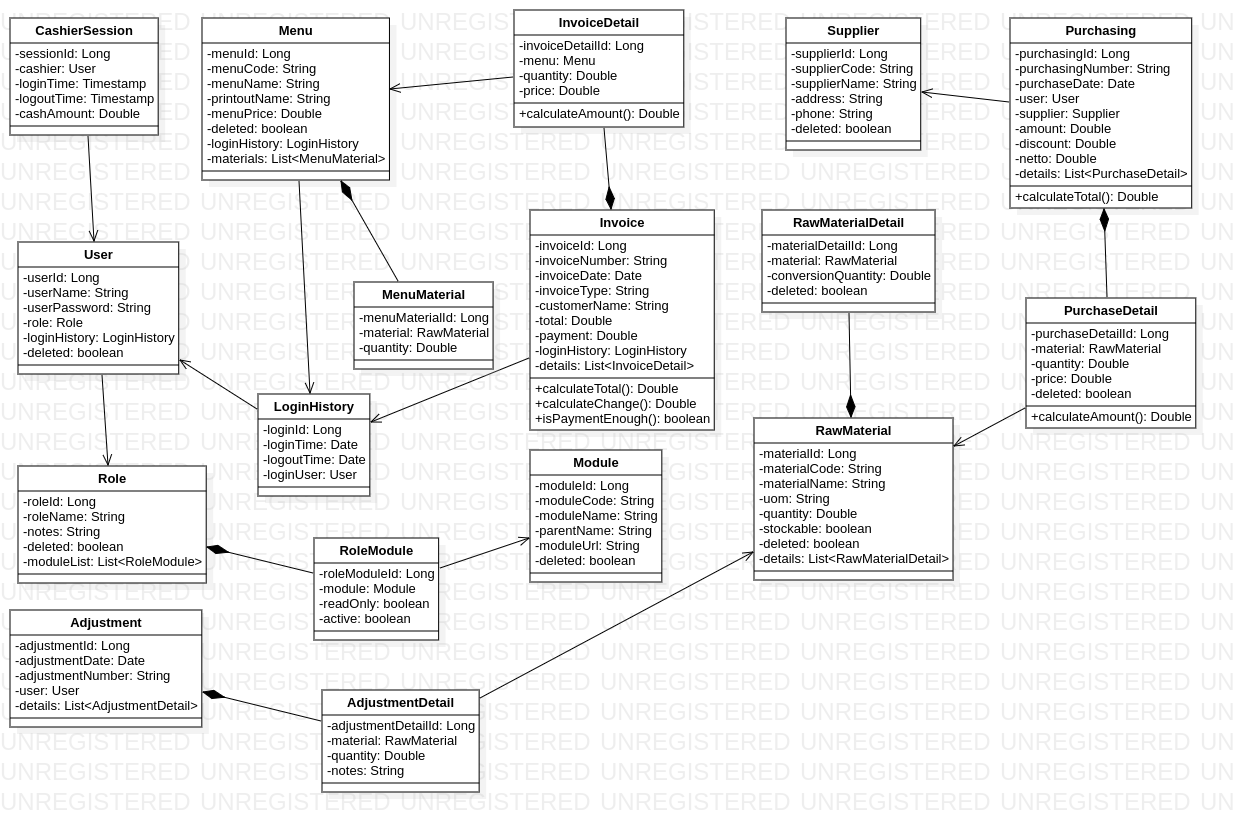 CashierSession
-sessionId: Long
-cashier: User
-loginTime: Timestamp
-logoutTime: Timestamp
-cashAmount: Double
Menu
-menuId: Long
-menuCode: String
-menuName: String
-printoutName: String
-menuPrice: Double
-deleted: boolean
-loginHistory: LoginHistory
-materials: List<MenuMaterial>
InvoiceDetail
-invoiceDetailId: Long
-menu: Menu
-quantity: Double
-price: Double
+calculateAmount(): Double
Supplier
-supplierId: Long
-supplierCode: String
-supplierName: String
-address: String
-phone: String
-deleted: boolean
Purchasing
-purchasingId: Long
-purchasingNumber: String
-purchaseDate: Date
-user: User
-supplier: Supplier
-amount: Double
-discount: Double
-netto: Double
-details: List<PurchaseDetail>
+calculateTotal(): Double
User
-userId: Long
-userName: String
-userPassword: String
-role: Role
-loginHistory: LoginHistory
-deleted: boolean
MenuMaterial
-menuMaterialId: Long
-material: RawMaterial
-quantity: Double
Invoice
-invoiceId: Long
-invoiceNumber: String
-invoiceDate: Date
-invoiceType: String
-customerName: String
-total: Double
-payment: Double
-loginHistory: LoginHistory
-details: List<InvoiceDetail>
+calculateTotal(): Double
+calculateChange(): Double
+isPaymentEnough(): boolean
RawMaterialDetail
-materialDetailId: Long
-material: RawMaterial
-conversionQuantity: Double
-deleted: boolean
PurchaseDetail
-purchaseDetailId: Long
-material: RawMaterial
-quantity: Double
-price: Double
-deleted: boolean
+calculateAmount(): Double
LoginHistory
-loginId: Long
-loginTime: Date
-logoutTime: Date
-loginUser: User
RawMaterial
-materialId: Long
-materialCode: String
-materialName: String
-uom: String
-quantity: Double
-stockable: boolean
-deleted: boolean
-details: List<RawMaterialDetail>
Role
-roleId: Long
-roleName: String
-notes: String
-deleted: boolean
-moduleList: List<RoleModule>
RoleModule
-roleModuleId: Long
-module: Module
-readOnly: boolean
-active: boolean
Module
-moduleId: Long
-moduleCode: String
-moduleName: String
-parentName: String
-moduleUrl: String
-deleted: boolean
Adjustment
-adjustmentId: Long
-adjustmentDate: Date
-adjustmentNumber: String
-user: User
-details: List<AdjustmentDetail>
AdjustmentDetail
-adjustmentDetailId: Long
-material: RawMaterial
-quantity: Double
-notes: String
UNREGISTERED